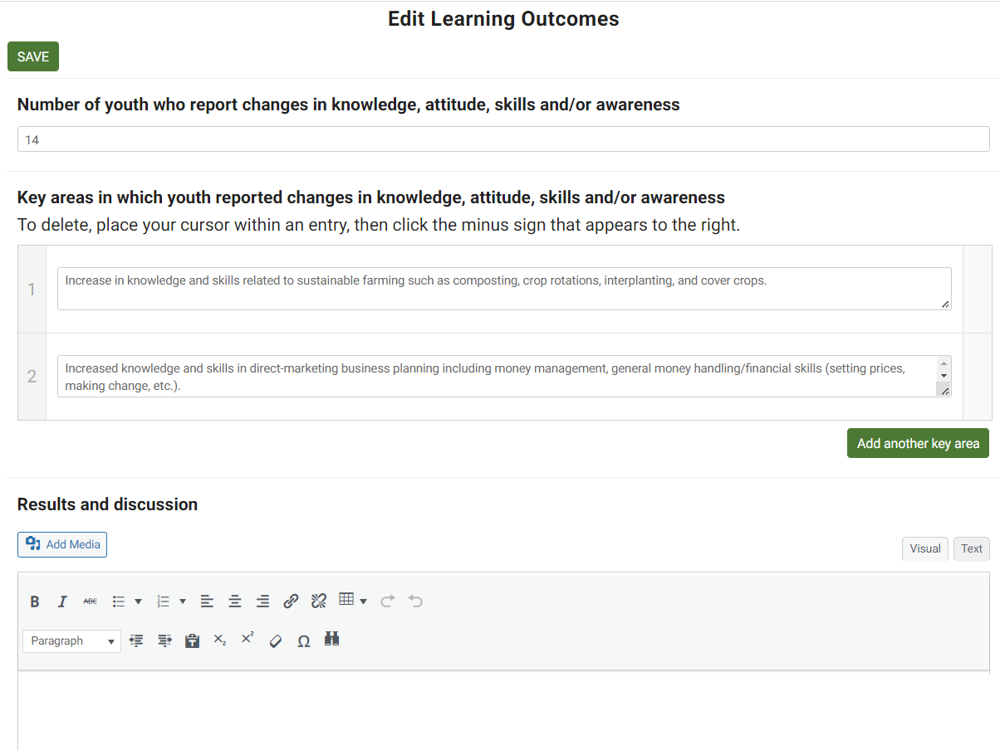 Edit Learning Outcomes
SAVE
Number of youth who report changes in knowledge, attitude, skills and/or awareness
14
Key areas in which youth reported changes in knowledge, attitude, skills and/or awareness
To delete, place your cursor within an entry, then click the minus sign that appears to the right.
1
Increase in knowledge and skills related to sustainable farming such as composting, crop rotations, interplanting, and cover crops.
2
Increased knowledge and skills in direct-marketing business planning including money management, general money handling/financial skills (setting prices,
making change, etc.).
Add another key area
Results and discussion
Add Media
Visual Text
B I ABC
Paragraph X₂ X² Ω